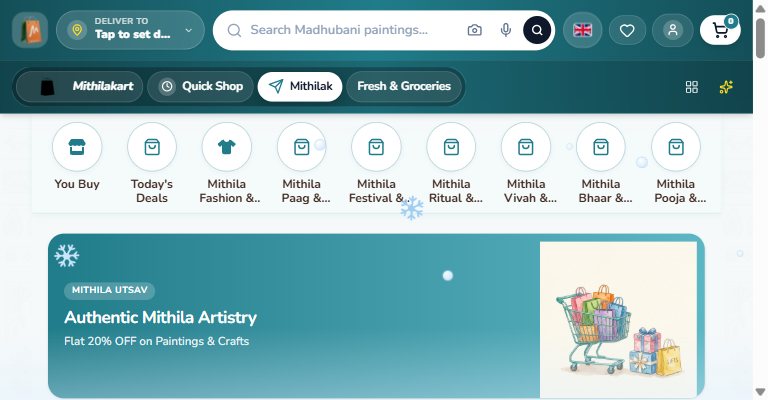 DELIVER TO
Tap to set d...
Search Madhubani paintings...
0
Mithilakart
Quick Shop
Mithilak
Fresh & Groceries
You Buy
Today's
Deals
Mithila
Fashion &...
Mithila
Paag &...
Mithila
Festival &...
Mithila
Ritual &...
Mithila
Vivah &...
Mithila
Bhaar &...
Mithila
Pooja &...
MITHILA UTSAV
Authentic Mithila Artistry
Flat 20% OFF on Paintings & Crafts
GIFTS